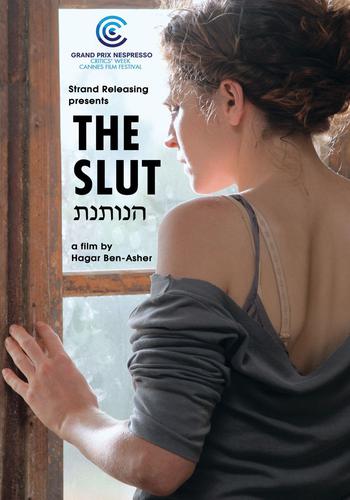 GRAND PRIX NESPRESSO
CRITICS' WEEK
CANNES FILM FESTIVAL
Strand Releasing
presents
THE
SLUT
הנותנת
a film by
Hagar Ben-Asher